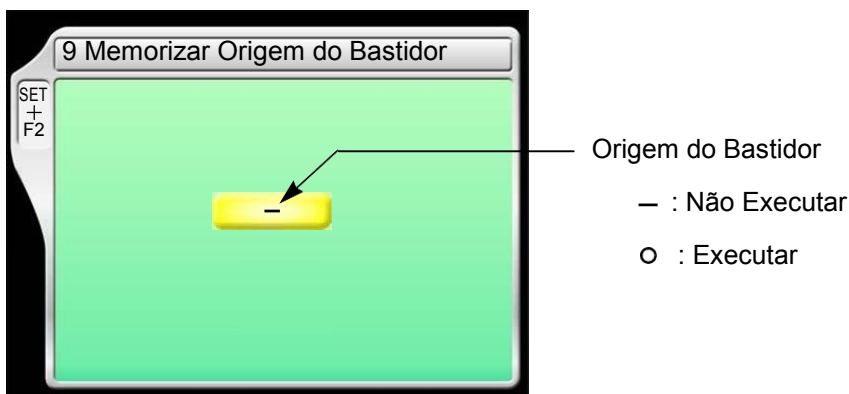 9 Memorizar Origem do Bastidor
SET
+
F2
–
Origem do Bastidor
– : Não Executar
○ : Executar